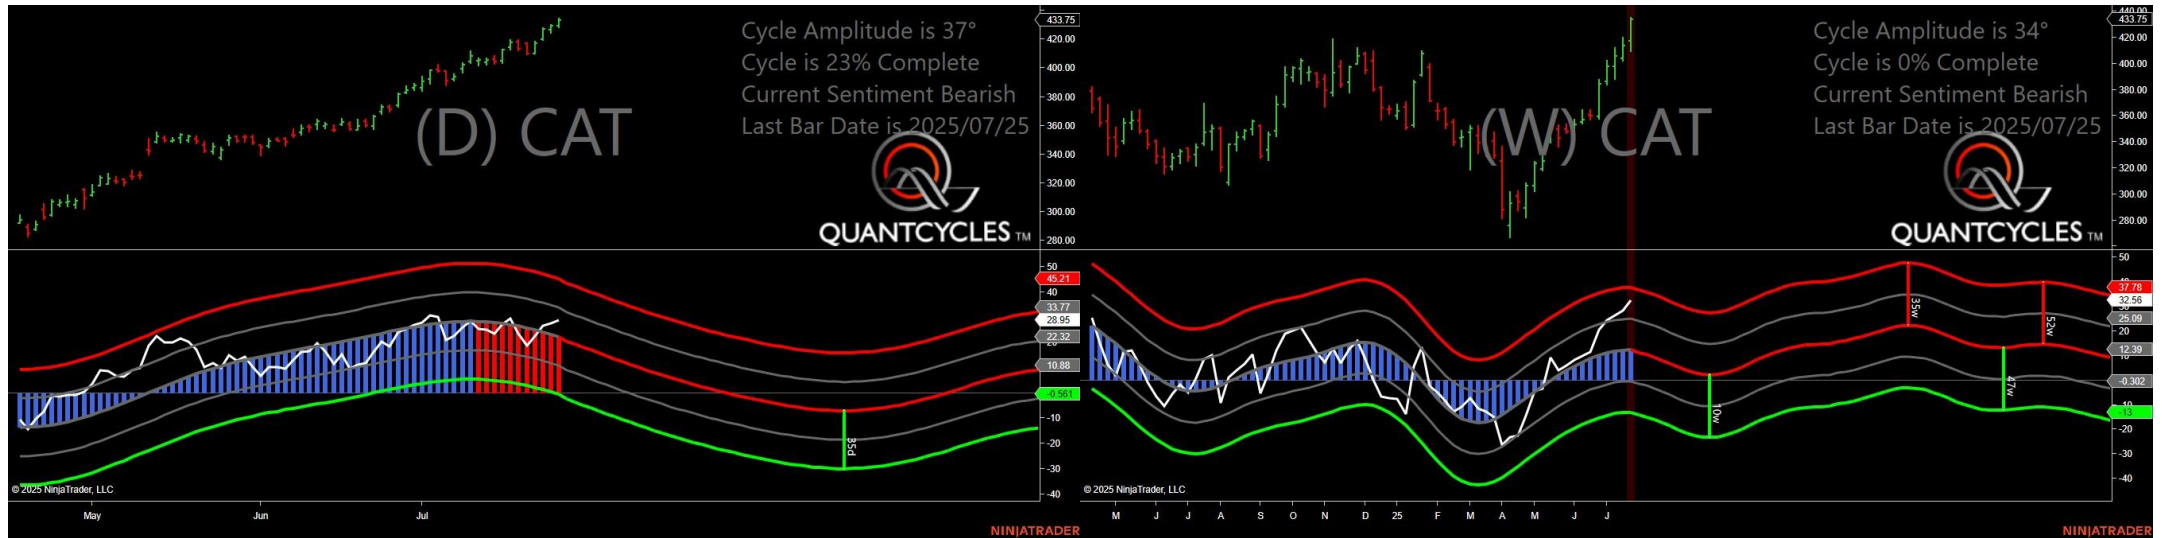 Cycle Amplitude is 37°
Cycle is 23% Complete
Current Sentiment Bearish
Last Bar Date is 2025/07/25
(D) CAT
QUANTCYCLES TM
433.75
420.00
400.00
380.00
360.00
340.00
320.00
300.00
280.00
50
45.21
40
33.77
28.95
22.32
10.88
-0.561
-10
-20
-30
-40
35d
© 2025 NinjaTrader, LLC
May
Jun
Jul
NINJATRADER
Cycle Amplitude is 34°
Cycle is 0% Complete
Current Sentiment Bearish
Last Bar Date is 2025/07/25
(W) CAT
QUANTCYCLES TM
440.00
433.75
420.00
400.00
380.00
360.00
340.00
320.00
300.00
280.00
50
37.78
32.56
25.09
20
12.39
-0.302
-13
-20
-30
-40
10w
35w
47w
52w
© 2025 NinjaTrader, LLC
M
J
J
A
S
O
N
D
25
F
M
A
M
J
J
NINJATRADER